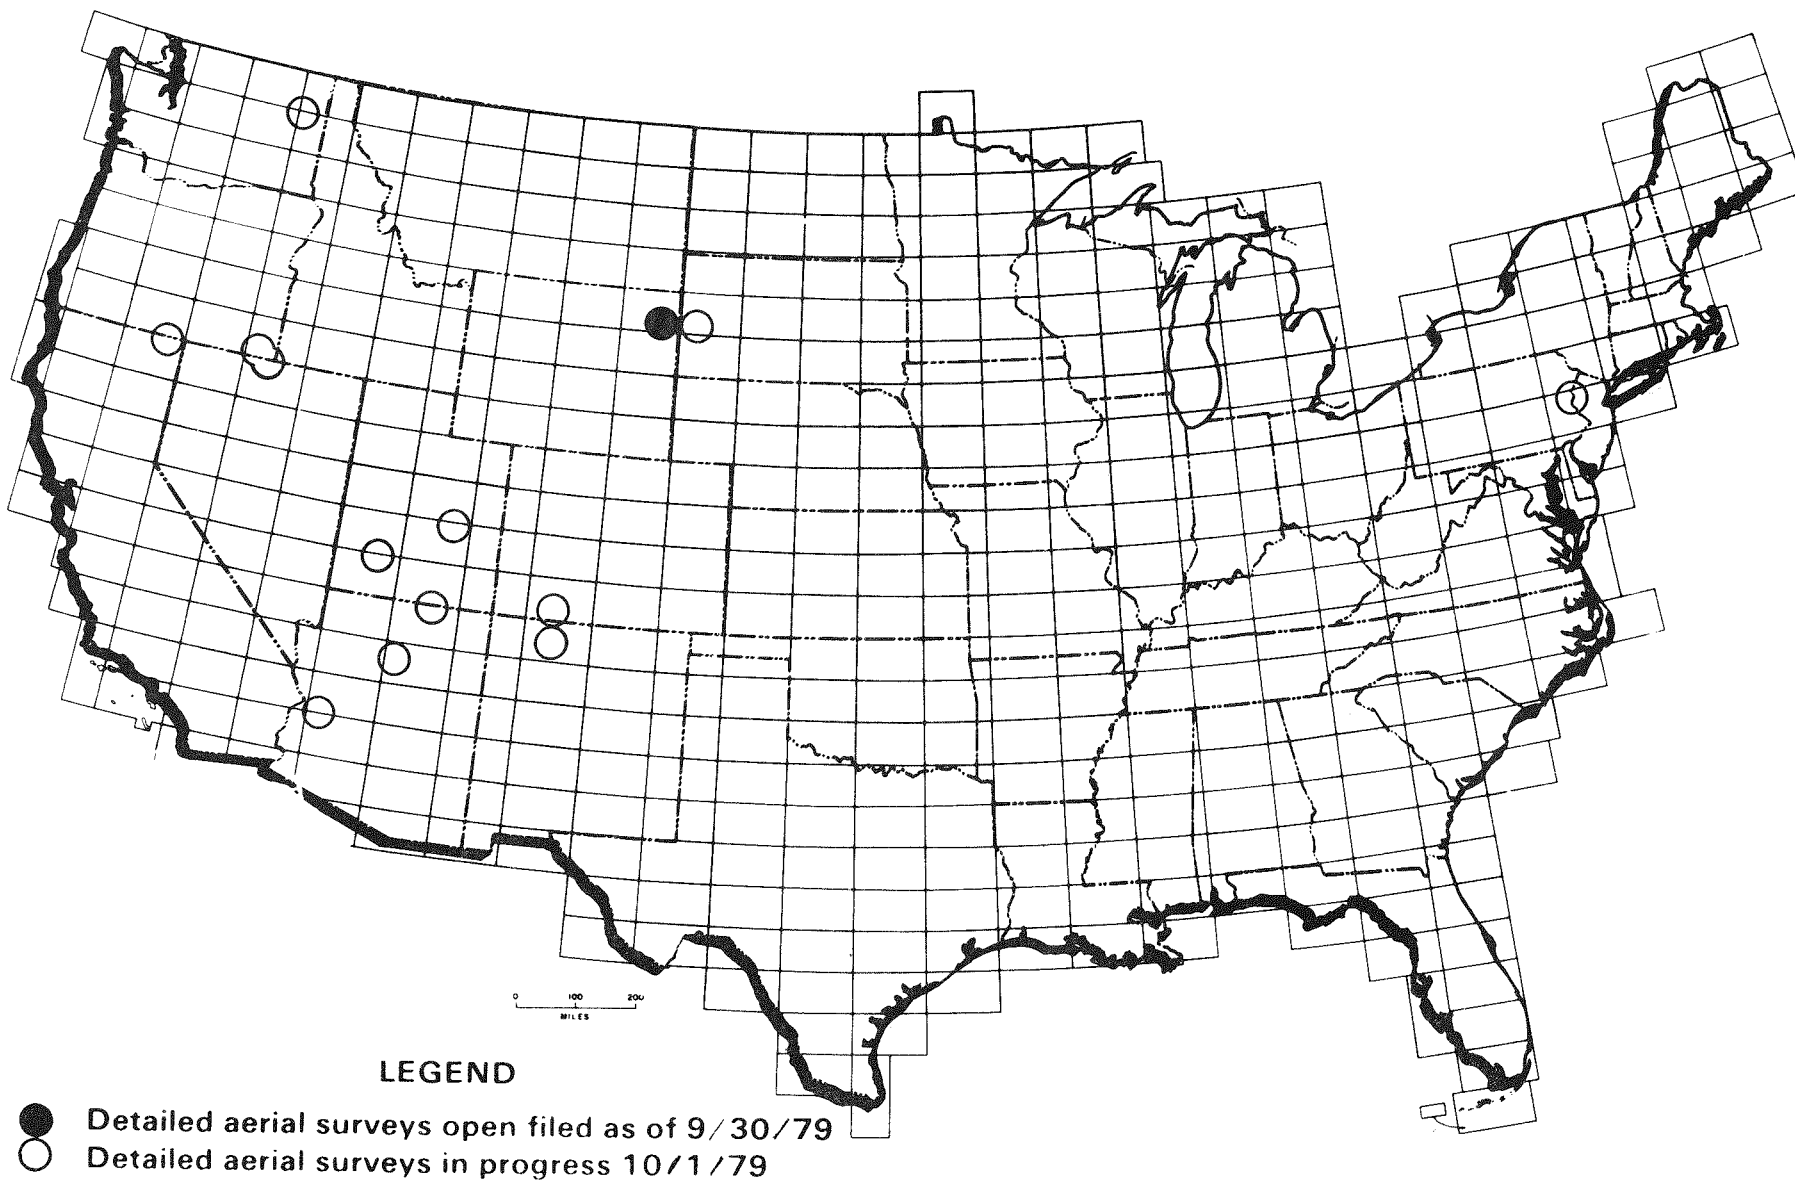 0 100 200
MILES
LEGEND
Detailed aerial surveys open filed as of 9/30/79
Detailed aerial surveys in progress 10/1/79